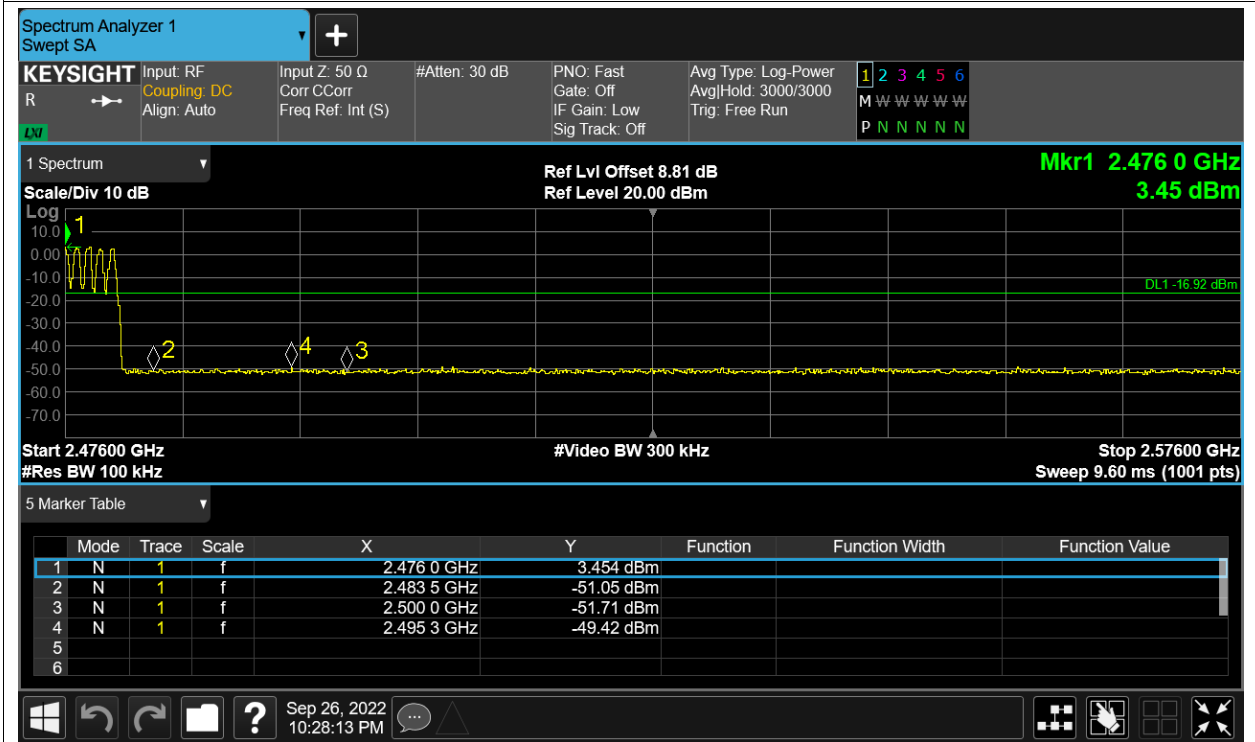 Spectrum Analyzer 1
Swept SA
+
KEYSIGHT
R
LXI
Input: RF
Coupling: DC
Align: Auto
Input Z: 50 Ω
Corr CCorr
Freq Ref: Int (S)
#Atten: 30 dB
PNO: Fast
Gate: Off
IF Gain: Low
Sig Track: Off
Avg Type: Log-Power
Avg|Hold: 3000/3000
Trig: Free Run
1 2 3 4 5 6
M W W W W W
P N N N N N
1 Spectrum
Scale/Div 10 dB
Ref Lvl Offset 8.81 dB
Ref Level 20.00 dBm
Mkr1 2.476 0 GHz
3.45 dBm
Log
10.0
0.00
-10.0
-20.0
-30.0
-40.0
-50.0
-60.0
-70.0
1
2
4
3
DL1 -16.92 dBm
Start 2.47600 GHz
#Res BW 100 kHz
#Video BW 300 kHz
Stop 2.57600 GHz
Sweep 9.60 ms (1001 pts)
5 Marker Table
Mode Trace Scale X Y Function Function Width Function Value
1 N 1 f 2.476 0 GHz 3.454 dBm
2 N 1 f 2.483 5 GHz -51.05 dBm
3 N 1 f 2.500 0 GHz -51.71 dBm
4 N 1 f 2.495 3 GHz -49.42 dBm
5
6
?
Sep 26, 2022
10:28:13 PM